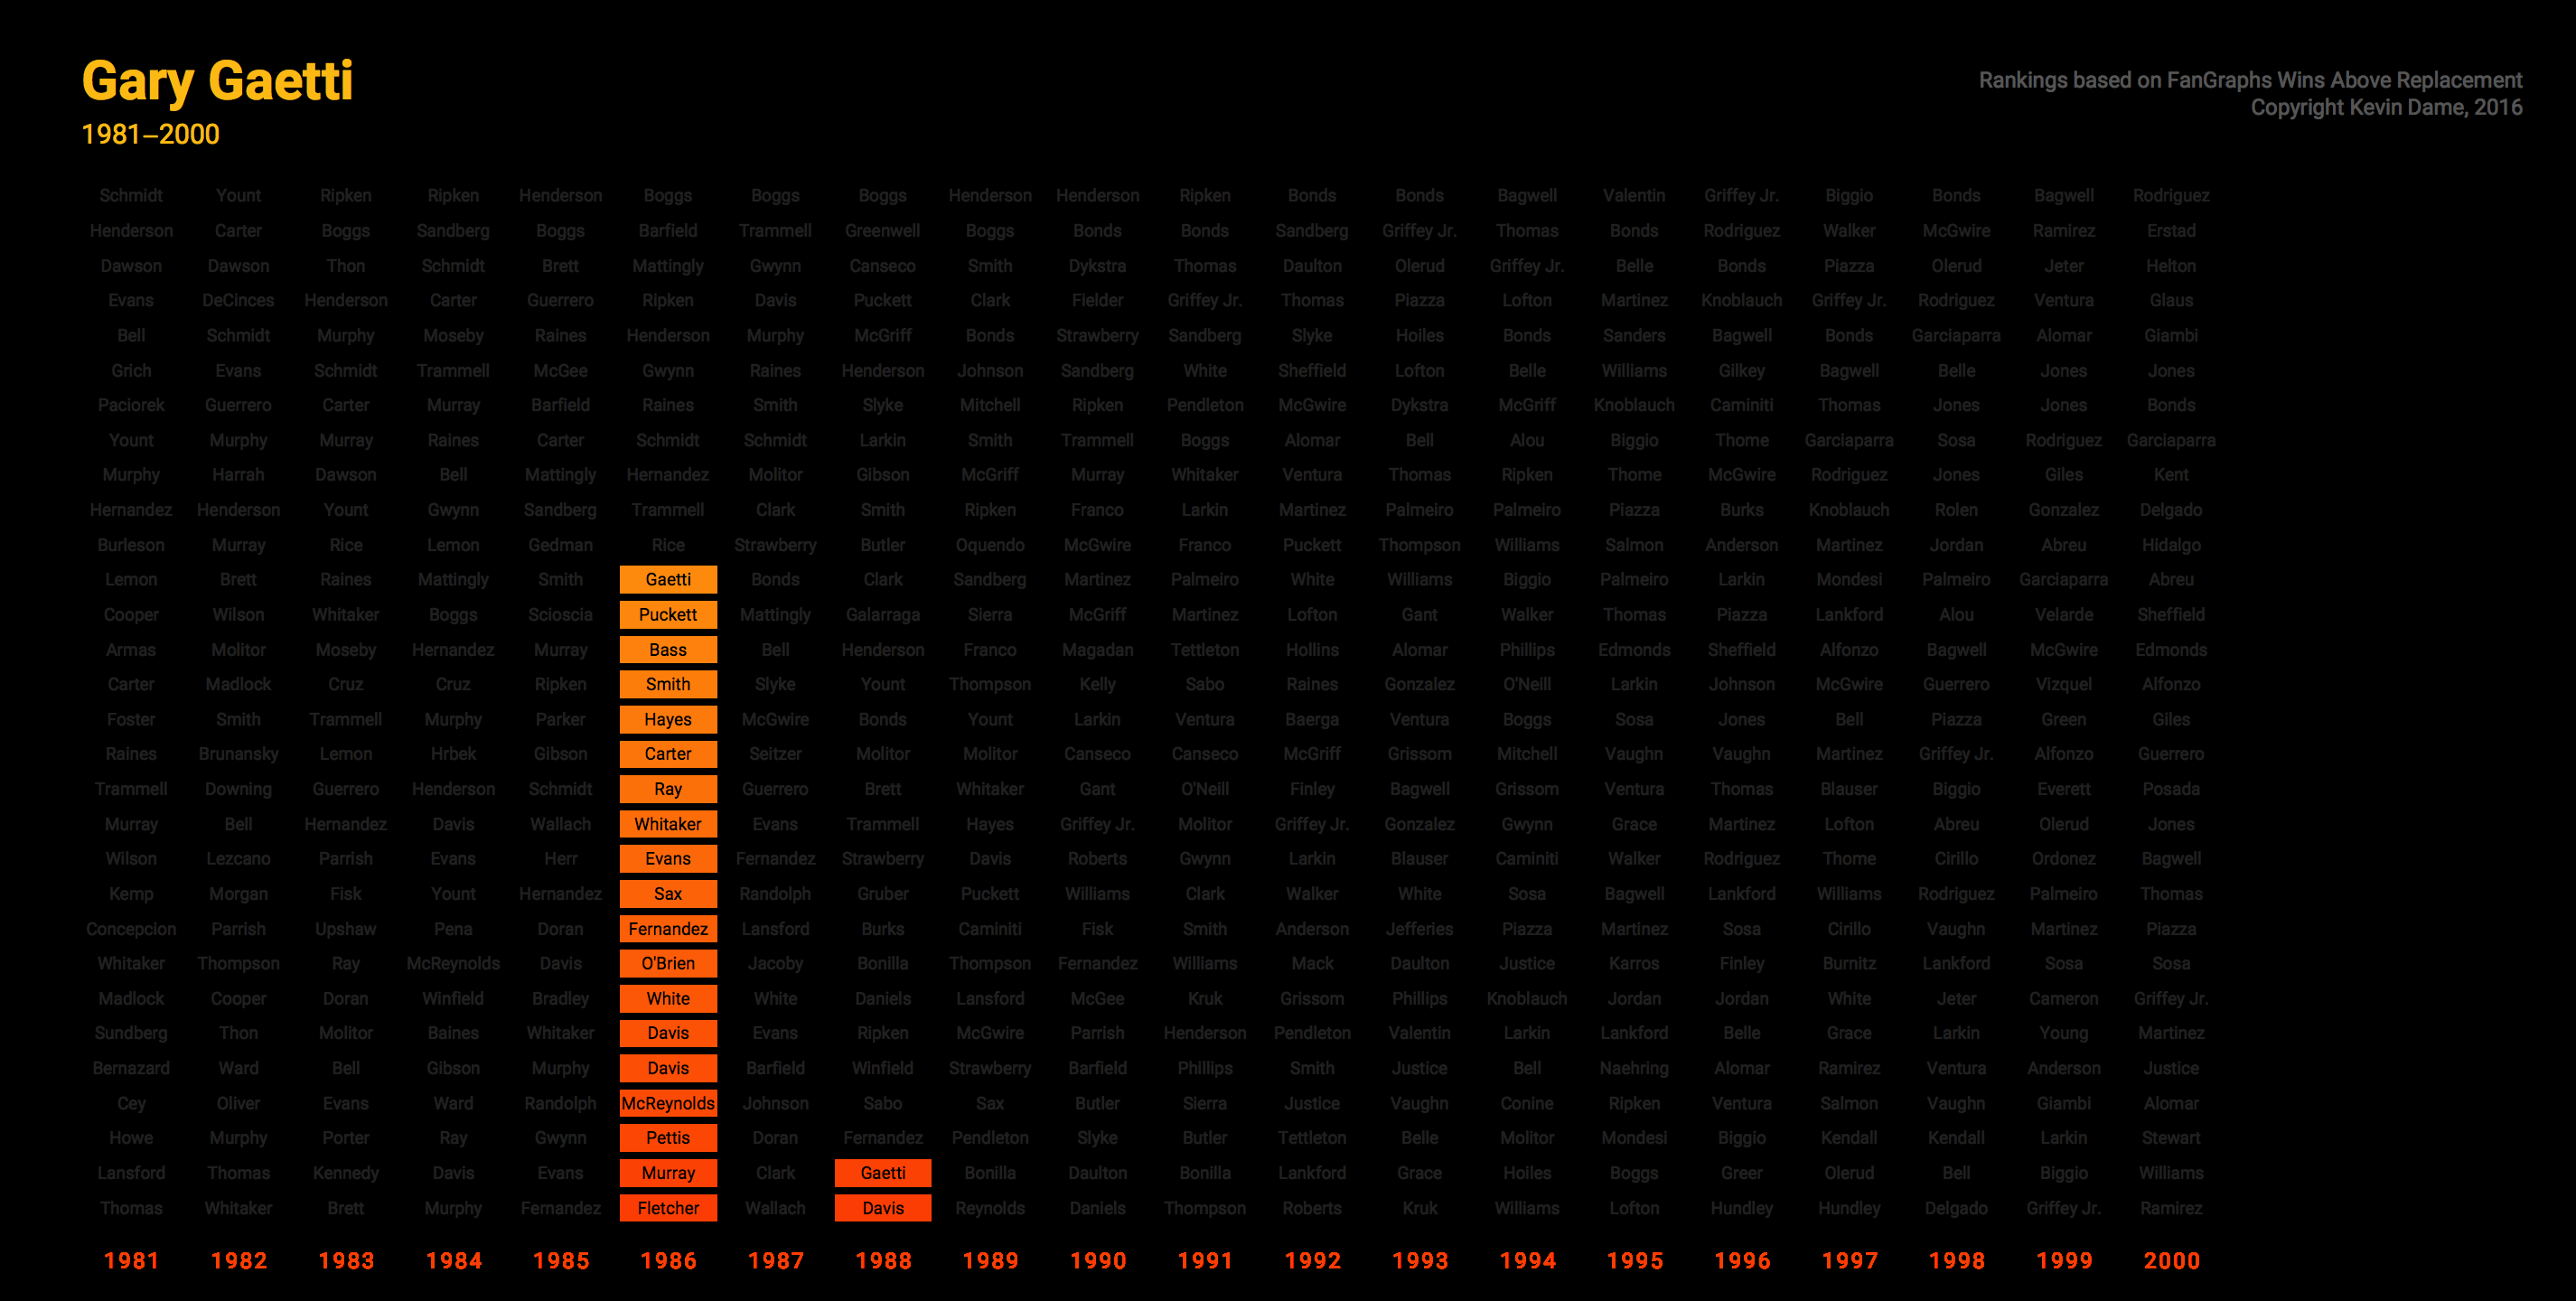 Gary Gaetti
1981–2000
Rankings based on FanGraphs Wins Above Replacement
Copyright Kevin Dame, 2016
Schmidt Yount Ripken Ripken Henderson Boggs Boggs Boggs Henderson Henderson Ripken Bonds Bonds Bagwell Valentin Griffey Jr. Biggio Bonds Bagwell Rodriguez
Henderson Carter Boggs Sandberg Boggs Barfield Trammell Greenwell Boggs Bonds Bonds Sandberg Griffey Jr. Thomas Bonds Rodriguez Walker McGwire Ramirez Erstad
Dawson Dawson Thon Schmidt Brett Mattingly Gwynn Canseco Smith Dykstra Thomas Daulton Olerud Griffey Jr. Belle Bonds Piazza Olerud Jeter Helton
Evans DeCinces Henderson Carter Guerrero Ripken Davis Puckett Clark Fielder Griffey Jr. Thomas Piazza Lofton Martinez Knoblauch Griffey Jr. Rodriguez Ventura Glaus
Bell Schmidt Murphy Moseby Raines Henderson Murphy McGriff Bonds Strawberry Sandberg Slyke Hoiles Bonds Sanders Bagwell Bonds Garciaparra Alomar Giambi
Grich Evans Schmidt Trammell McGee Gwynn Raines Henderson Johnson Sandberg White Sheffield Lofton Belle Williams Gilkey Bagwell Belle Jones Jones
Paciorek Guerrero Carter Murray Barfield Raines Smith Slyke Mitchell Ripken Pendleton McGwire Dykstra McGriff Knoblauch Caminiti Thomas Jones Jones Bonds
Yount Murphy Murray Raines Carter Schmidt Schmidt Larkin Smith Trammell Boggs Alomar Bell Alou Biggio Thome Garciaparra Sosa Rodriguez Garciaparra
Murphy Harrah Dawson Bell Mattingly Hernandez Molitor Gibson McGriff Murray Whitaker Ventura Thomas Ripken Thome McGwire Rodriguez Jones Giles Kent
Hernandez Henderson Yount Gwynn Sandberg Trammell Clark Smith Ripken Franco Larkin Martinez Palmeiro Palmeiro Piazza Burks Knoblauch Rolen Gonzalez Delgado
Burleson Murray Rice Lemon Gedman Rice Strawberry Butler Oquendo McGwire Franco Puckett Thompson Williams Salmon Anderson Martinez Jordan Abreu Hidalgo
Lemon Brett Raines Mattingly Smith Gaetti Bonds Clark Sandberg Martinez Palmeiro White Williams Biggio Palmeiro Larkin Mondesi Palmeiro Garciaparra Abreu
Cooper Wilson Whitaker Boggs Scioscia Puckett Mattingly Galarraga Sierra McGriff Martinez Lofton Gant Walker Thomas Piazza Lankford Alou Velarde Sheffield
Armas Molitor Moseby Hernandez Murray Bass Bell Henderson Franco Magadan Tettleton Hollins Alomar Phillips Edmonds Sheffield Alfonzo Bagwell McGwire Edmonds
Carter Madlock Cruz Cruz Ripken Smith Slyke Yount Thompson Kelly Sabo Raines Gonzalez O'Neill Larkin Johnson McGwire Guerrero Vizquel Alfonzo
Foster Smith Trammell Murphy Parker Hayes McGwire Bonds Yount Larkin Ventura Baerga Ventura Boggs Sosa Jones Bell Piazza Green Giles
Raines Brunansky Lemon Hrbek Gibson Carter Seitzer Molitor Molitor Canseco Canseco McGriff Grissom Mitchell Vaughn Vaughn Martinez Griffey Jr. Alfonzo Guerrero
Trammell Downing Guerrero Henderson Schmidt Ray Guerrero Brett Whitaker Gant O'Neill Finley Bagwell Grissom Ventura Thomas Blauser Biggio Everett Posada
Murray Bell Hernandez Davis Wallach Whitaker Evans Trammell Hayes Griffey Jr. Molitor Griffey Jr. Gonzalez Gwynn Grace Martinez Lofton Abreu Olerud Jones
Wilson Lezcano Parrish Evans Herr Evans Fernandez Strawberry Davis Roberts Gwynn Larkin Blauser Caminiti Walker Rodriguez Thome Cirillo Ordonez Bagwell
Kemp Morgan Fisk Yount Hernandez Sax Randolph Gruber Puckett Williams Clark Walker White Sosa Bagwell Lankford Williams Rodriguez Palmeiro Thomas
Concepcion Parrish Upshaw Pena Doran Fernandez Lansford Burks Caminiti Fisk Smith Anderson Jefferies Piazza Martinez Sosa Cirillo Vaughn Martinez Piazza
Whitaker Thompson Ray McReynolds Davis O'Brien Jacoby Bonilla Thompson Fernandez Williams Mack Daulton Justice Karros Finley Burnitz Lankford Sosa Sosa
Madlock Cooper Doran Winfield Bradley White White Daniels Lansford McGee Kruk Grissom Phillips Knoblauch Jordan Jordan White Jeter Cameron Griffey Jr.
Sundberg Thon Molitor Baines Whitaker Davis Evans Ripken McGwire Parrish Henderson Pendleton Valentin Larkin Lankford Belle Grace Larkin Young Martinez
Bernazard Ward Bell Gibson Murphy Davis Barfield Winfield Strawberry Barfield Phillips Smith Justice Bell Naehring Alomar Ramirez Ventura Anderson Justice
Cey Oliver Evans Ward Randolph McReynolds Johnson Sabo Sax Butler Sierra Justice Vaughn Conine Ripken Ventura Salmon Vaughn Giambi Alomar
Howe Murphy Porter Ray Gwynn Pettis Doran Fernandez Pendleton Slyke Butler Tettleton Belle Molitor Mondesi Biggio Kendall Kendall Larkin Stewart
Lansford Thomas Kennedy Davis Evans Murray Clark Gaetti Bonilla Daulton Bonilla Lankford Grace Hoiles Boggs Greer Olerud Bell Biggio Williams
Thomas Whitaker Brett Murphy Fernandez Fletcher Wallach Davis Reynolds Daniels Thompson Roberts Kruk Williams Lofton Hundley Hundley Delgado Griffey Jr. Ramirez
1981 1982 1983 1984 1985 1986 1987 1988 1989 1990 1991 1992 1993 1994 1995 1996 1997 1998 1999 2000